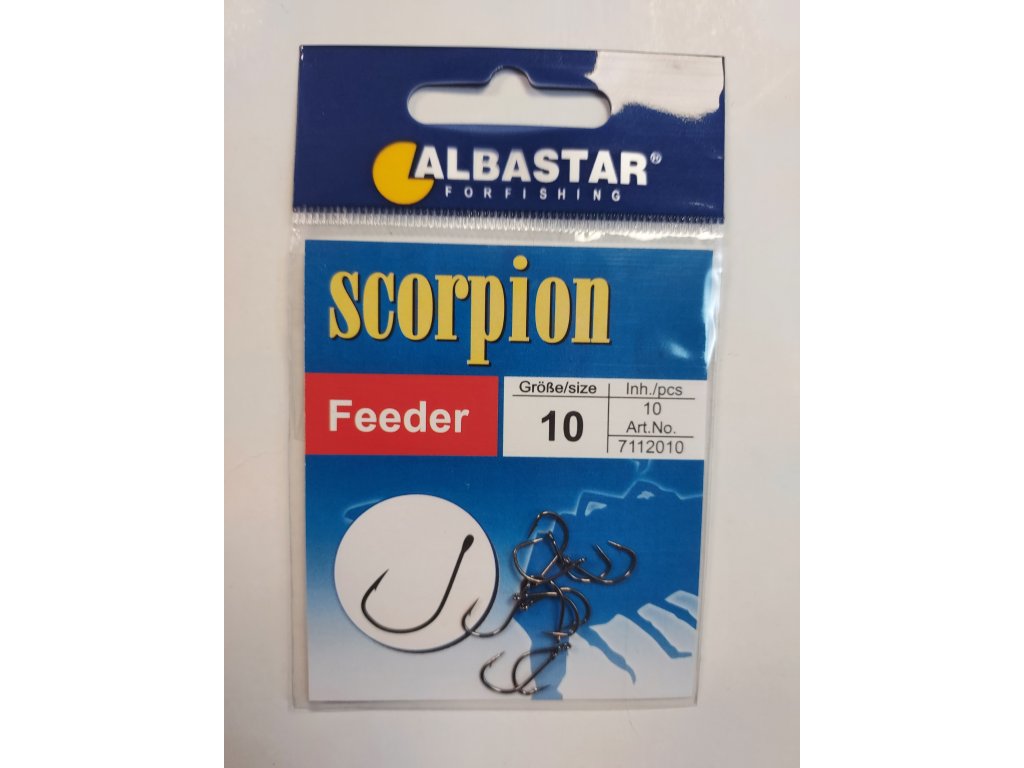 ALBASTAR®
FORFISHING
scorpion
Feeder
Größe/size
10
Inh./pcs
10
Art.No.
7112010